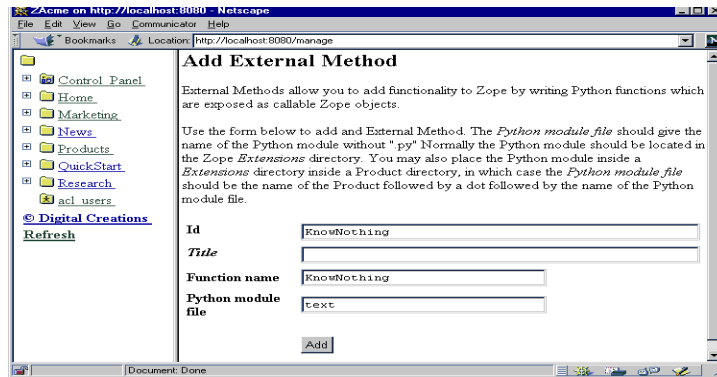 ZAcme on http://localhost:8080 - Netscape
File Edit View Go Communicator Help
Bookmarks Location: http://localhost:8080/manage
Control_Panel
Home
Marketing
News
Products
QuickStart
Research
acl_users
© Digital Creations
Refresh
Add External Method
External Methods allow you to add functionality to Zope by writing Python functions which
are exposed as callable Zope objects.
Use the form below to add and External Method. The Python module file should give the
name of the Python module without ".py" Normally the Python module should be located in
the Zope Extensions directory. You may also place the Python module inside a
Extensions directory inside a Product directory, in which case the Python module file
should be the name of the Product followed by a dot followed by the name of the Python
module file.
Id KnowNothing
Title
Function name KnowNothing
Python module
file text
Add
Document: Done